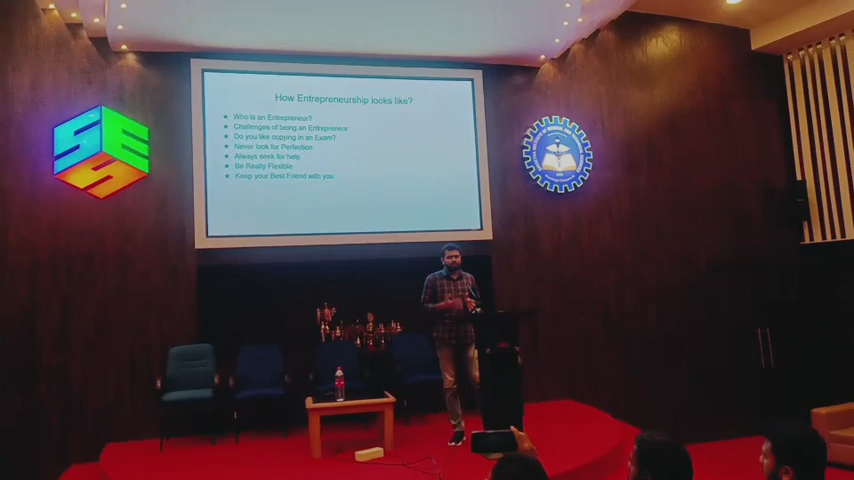 How Entrepreneurship looks like?
★ Who is an Entrepreneur?
★ Challenges of being an Entrepreneur
★ Do you like copying in an Exam?
★ Never look for Perfection
★ Always seek for help
★ Be Really Flexible
★ Keep your Best Friend with you
SES